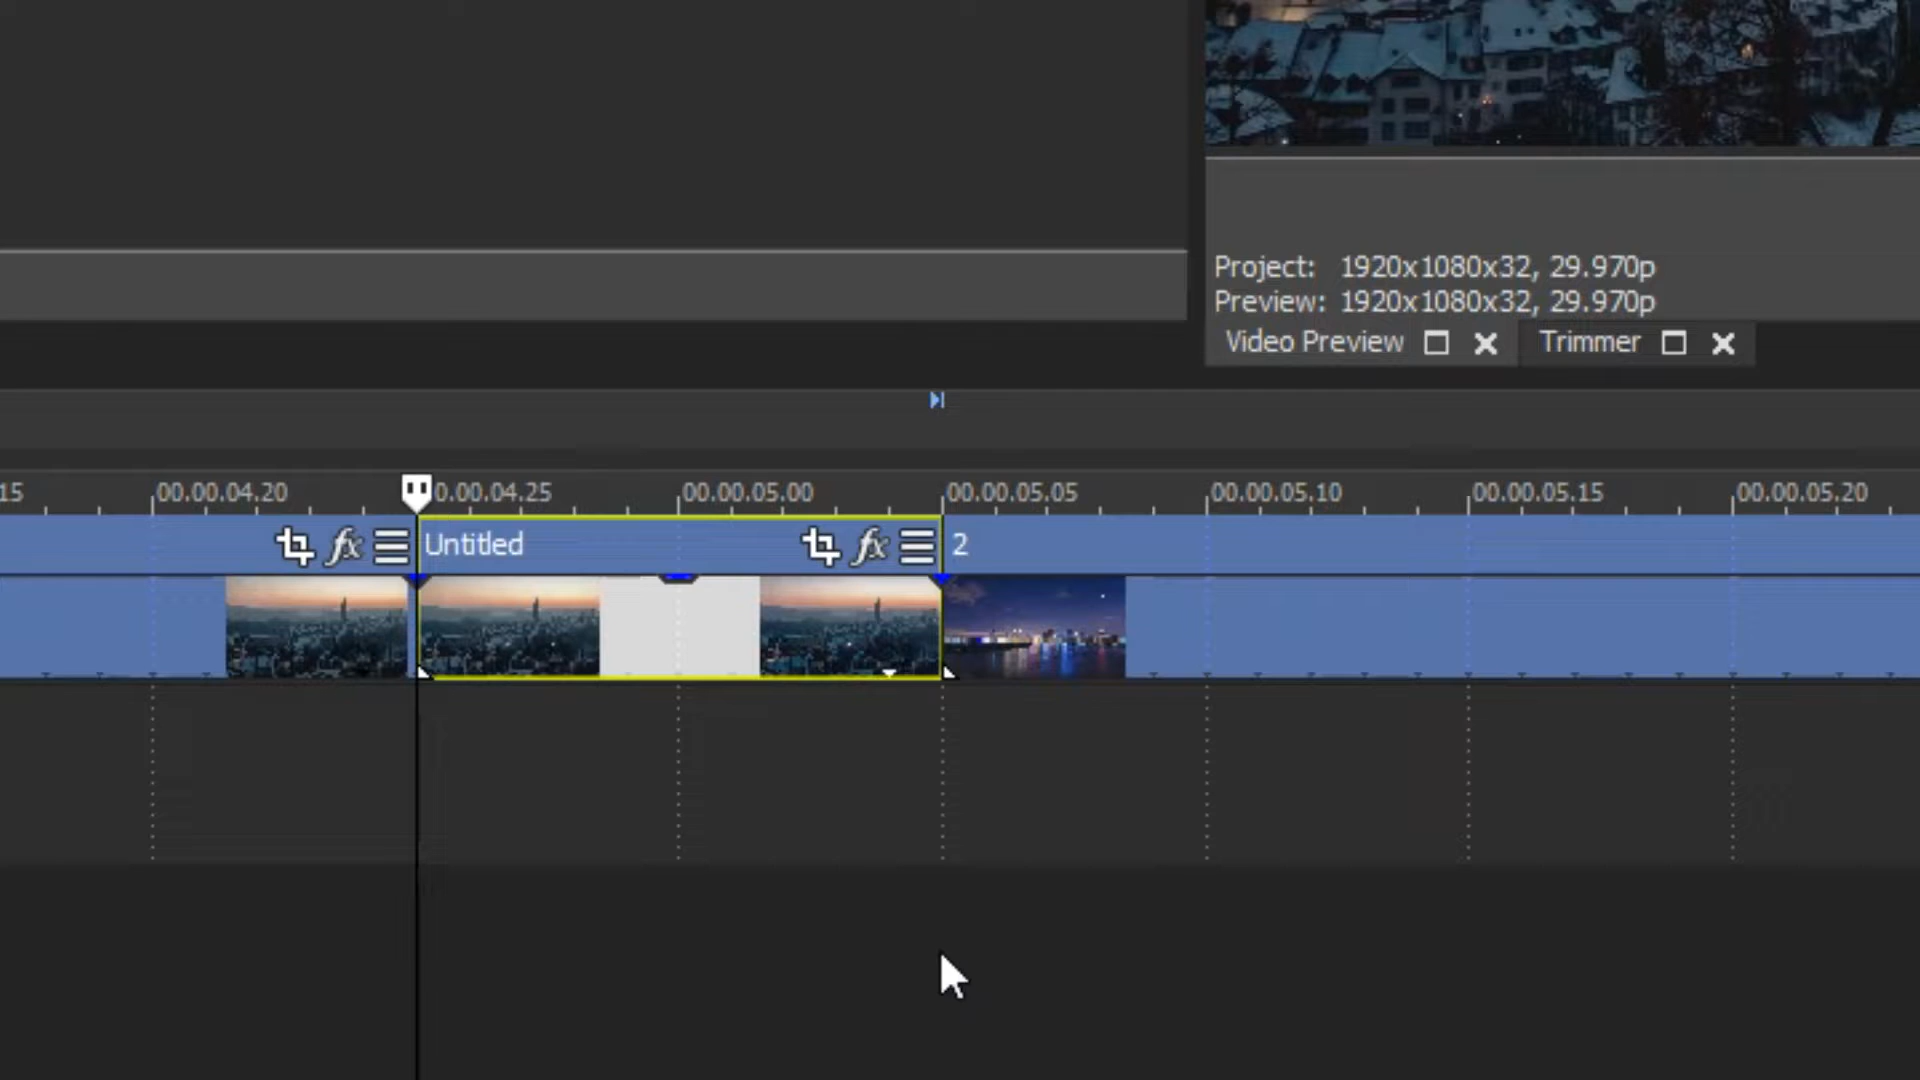 Project: 1920x1080x32, 29.970p
Preview: 1920x1080x32, 29.970p
Video Preview Trimmer
15 00.00.04.20 0.00.04.25 00.00.05.00 00.00.05.05 00.00.05.10 00.00.05.15 00.00.05.20
fx Untitled fx 2